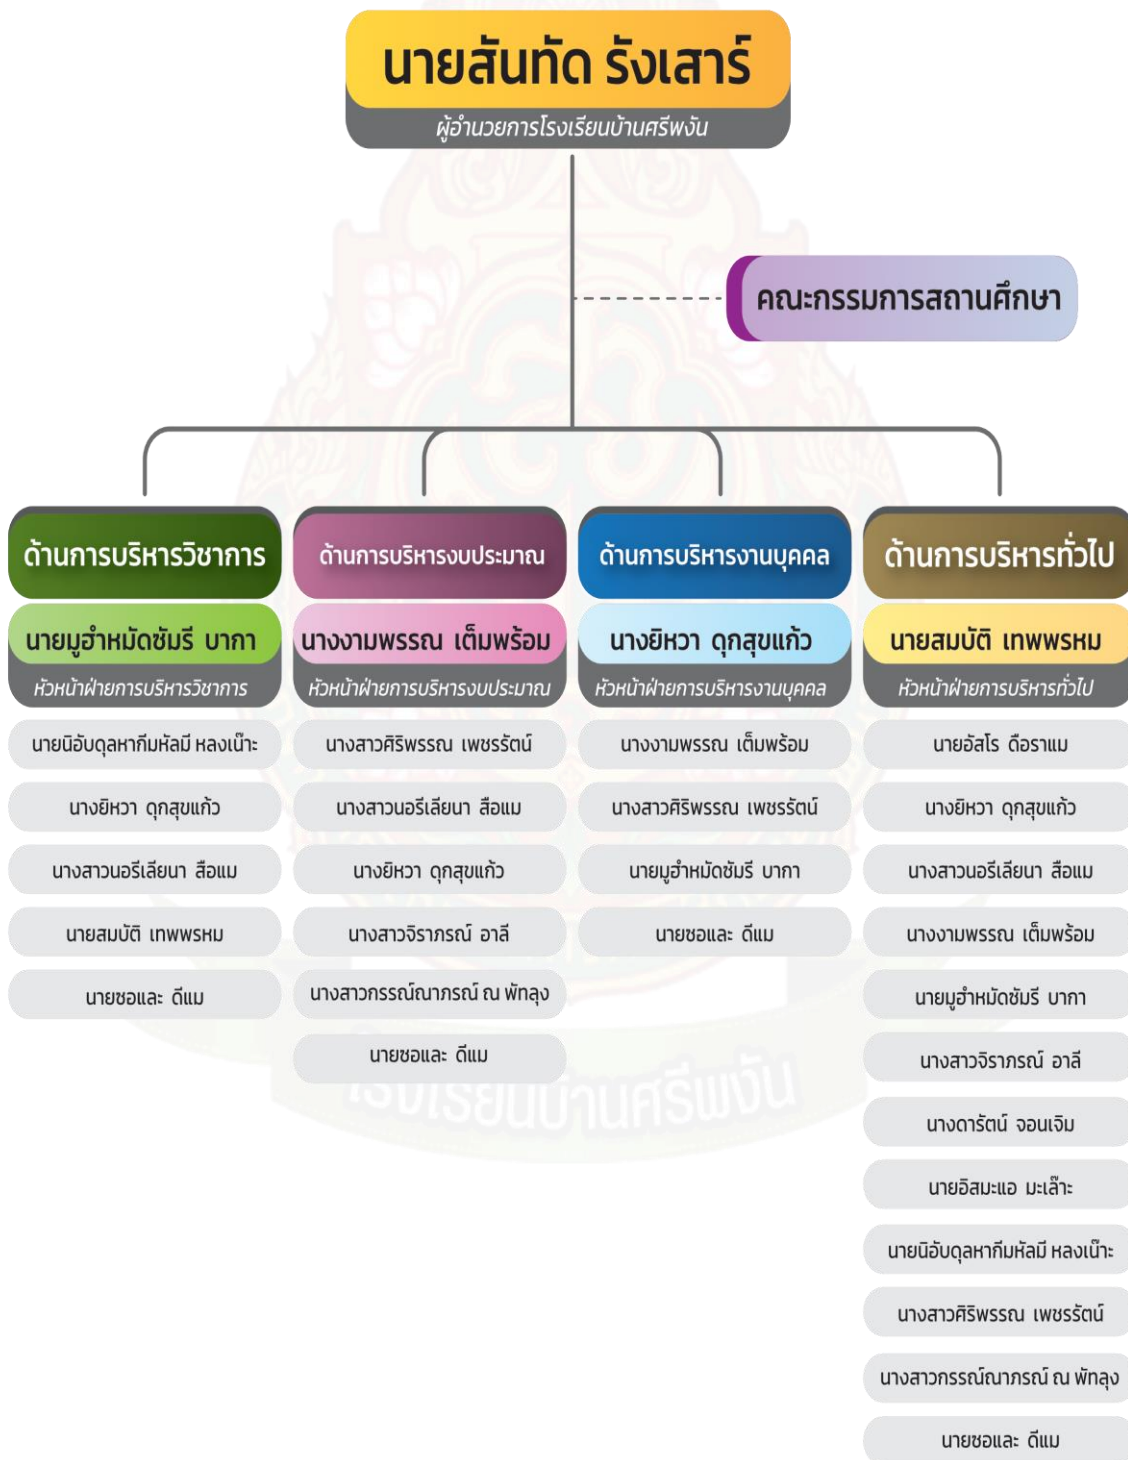 นายสันทัด รังเสาร์
ผู้อำนวยการโรงเรียนบ้านศรีพงัน
คณะกรรมการสถานศึกษา
ด้านการบริหารวิชาการ
นายมูฮำหมัดซัมรี บากา
หัวหน้าฝ่ายการบริหารวิชาการ
นายนิอับดุลหากีมหัลมี หลงเน๊าะ
นางยิหวา ดุกสุขแก้ว
นางสาวนอรีเลียนา สือแม
นายสมบัติ เทพพรหม
นายซอและ ดีแม
ด้านการบริหารงบประมาณ
นางงามพรรณ เต็มพร้อม
หัวหน้าฝ่ายการบริหารงบประมาณ
นางสาวศิริพรรณ เพชรรัตน์
นางสาวนอรีเลียนา สือแม
นางยิหวา ดุกสุขแก้ว
นางสาวจิราภรณ์ อาลี
นางสาวกรรณ์ณาภรณ์ ณ พัทลุง
นายซอและ ดีแม
ด้านการบริหารงานบุคคล
นางยิหวา ดุกสุขแก้ว
หัวหน้าฝ่ายการบริหารงานบุคคล
นางงามพรรณ เต็มพร้อม
นางสาวศิริพรรณ เพชรรัตน์
นายมูฮำหมัดซัมรี บากา
นายซอและ ดีแม
ด้านการบริหารทั่วไป
นายสมบัติ เทพพรหม
หัวหน้าฝ่ายการบริหารทั่วไป
นายอัสโร ดือราแม
นางยิหวา ดุกสุขแก้ว
นางสาวนอรีเลียนา สือแม
นางงามพรรณ เต็มพร้อม
นายมูฮำหมัดซัมรี บากา
นางสาวจิราภรณ์ อาลี
นางดารัตน์ จอนเจิม
นายอิสมะแอ มะเล๊าะ
นายนิอับดุลหากีมหัลมี หลงเน๊าะ
นางสาวศิริพรรณ เพชรรัตน์
นางสาวกรรณ์ณาภรณ์ ณ พัทลุง
นายซอและ ดีแม
โรงเรียนบ้านศรีพงัน